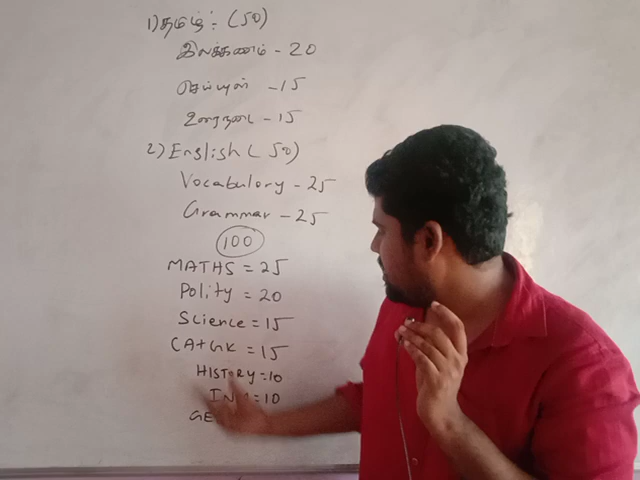 1) தமிழ் : (50)
இலக்கணம் - 20
செய்யுள் - 15
உரைநடை - 15
2) English (50)
Vocabulory - 25
Grammar - 25
100
MATHS = 25
Polity = 20
Science = 15
CA+GK = 15
HISTORY = 10
= 10